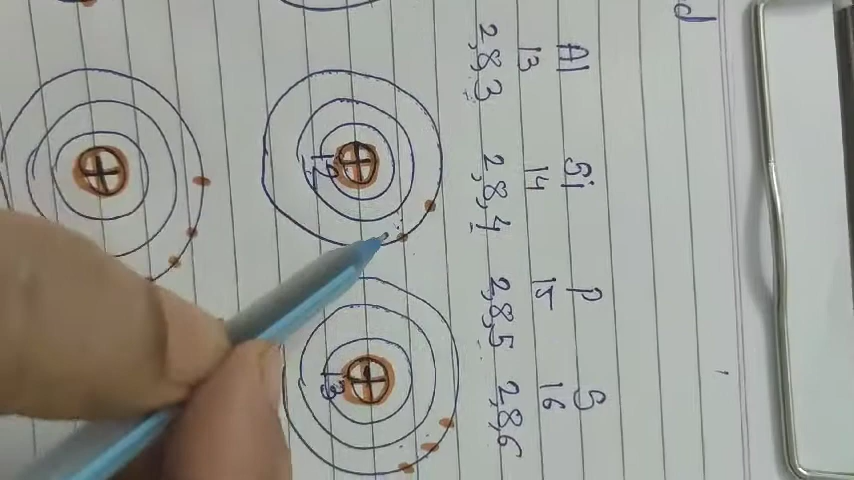 d
Al Si P S
13 14 15 16
2,8,3 2,8,4 2,8,5 2,8,6
+12 +13
+